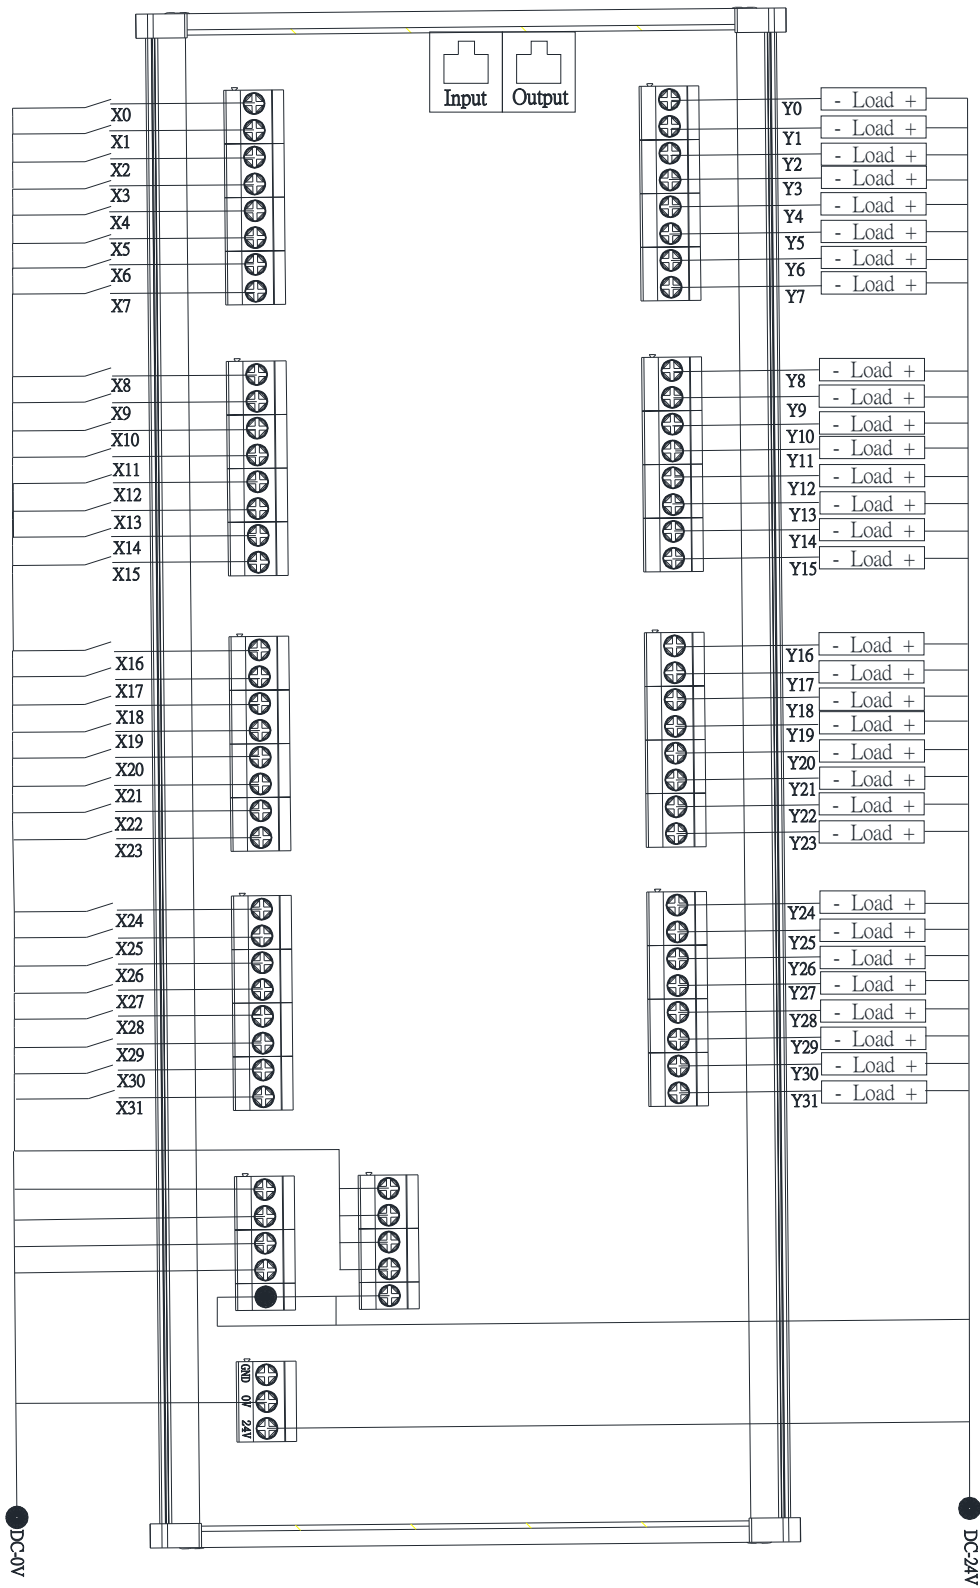 Input
Output
X0
X1
X2
X3
X4
X5
X6
X7
Y0 - Load +
Y1 - Load +
Y2 - Load +
Y3 - Load +
Y4 - Load +
Y5 - Load +
Y6 - Load +
Y7 - Load +
X8
X9
X10
X11
X12
X13
X14
X15
Y8 - Load +
Y9 - Load +
Y10 - Load +
Y11 - Load +
Y12 - Load +
Y13 - Load +
Y14 - Load +
Y15 - Load +
X16
X17
X18
X19
X20
X21
X22
X23
Y16 - Load +
Y17 - Load +
Y18 - Load +
Y19 - Load +
Y20 - Load +
Y21 - Load +
Y22 - Load +
Y23 - Load +
X24
X25
X26
X27
X28
X29
X30
X31
Y24 - Load +
Y25 - Load +
Y26 - Load +
Y27 - Load +
Y28 - Load +
Y29 - Load +
Y30 - Load +
Y31 - Load +
GND
0V
24V
DC-0V
DC-24V